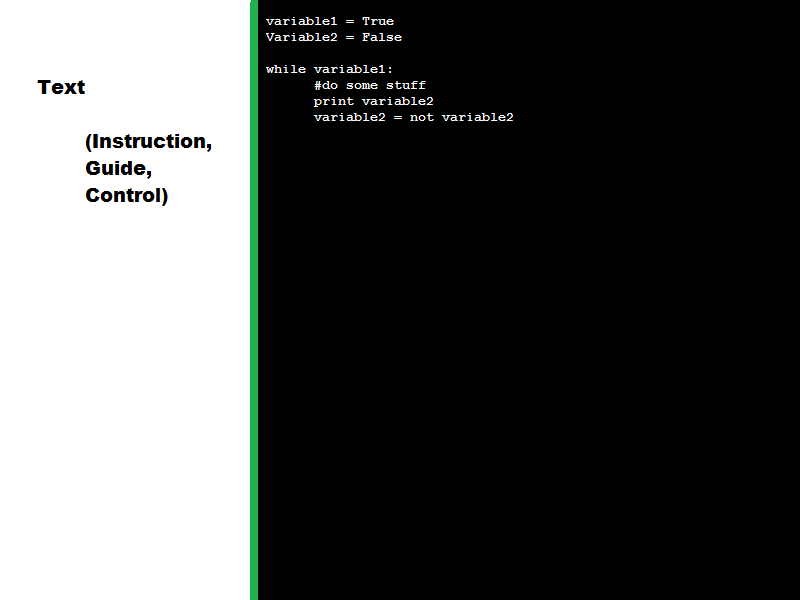 Text
(Instruction,
Guide,
Control)
variable1 = True
Variable2 = False
while variable1:
#do some stuff
print variable2
variable2 = not variable2